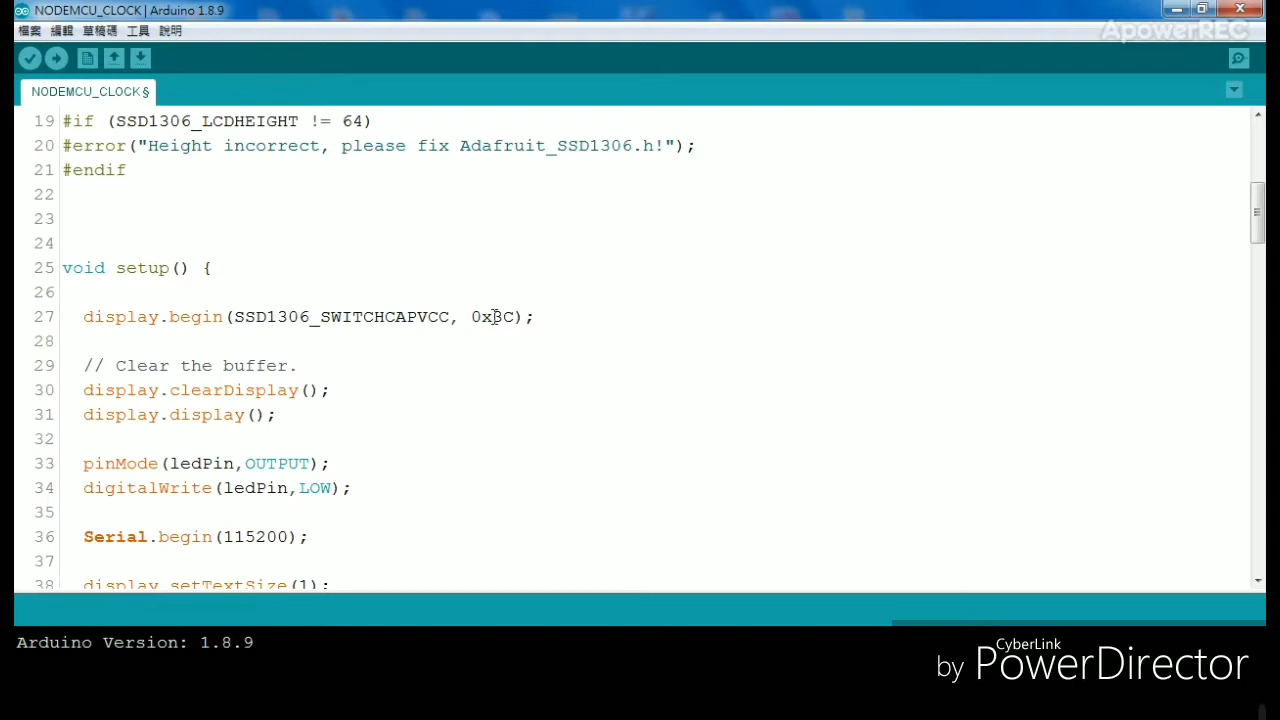 NODEMCU_CLOCK | Arduino 1.8.9
ApowerREC
檔案 編輯 草稿碼 工具 說明
NODEMCU_CLOCK §
19 #if (SSD1306_LCDHEIGHT != 64)
20 #error("Height incorrect, please fix Adafruit_SSD1306.h!");
21 #endif
22
23
24
25 void setup() {
26
27 display.begin(SSD1306_SWITCHCAPVCC, 0x3C);
28
29 // Clear the buffer.
30 display.clearDisplay();
31 display.display();
32
33 pinMode(ledPin,OUTPUT);
34 digitalWrite(ledPin,LOW);
35
36 Serial.begin(115200);
37
38 display.setTextSize(1);
Arduino Version: 1.8.9
by CyberLink PowerDirector